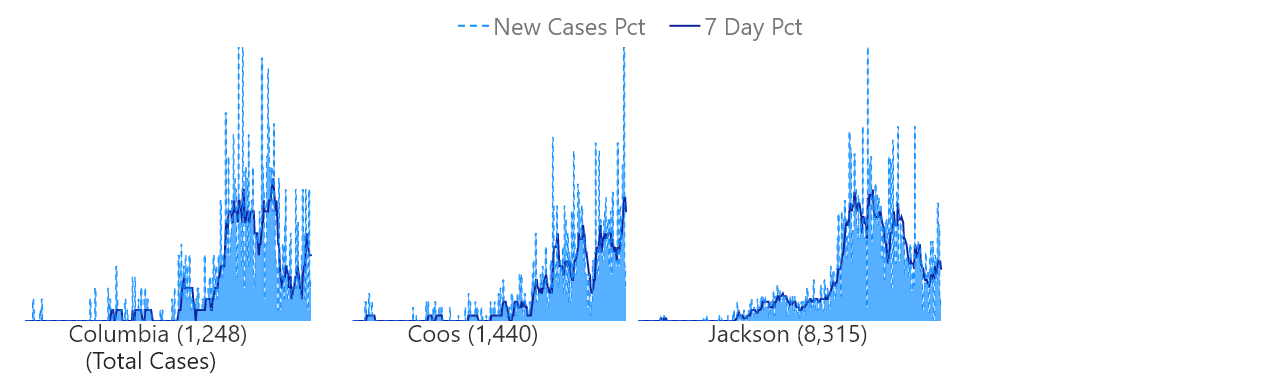 New Cases Pct 7 Day Pct
Columbia (1,248) Coos (1,440) Jackson (8,315)
(Total Cases)